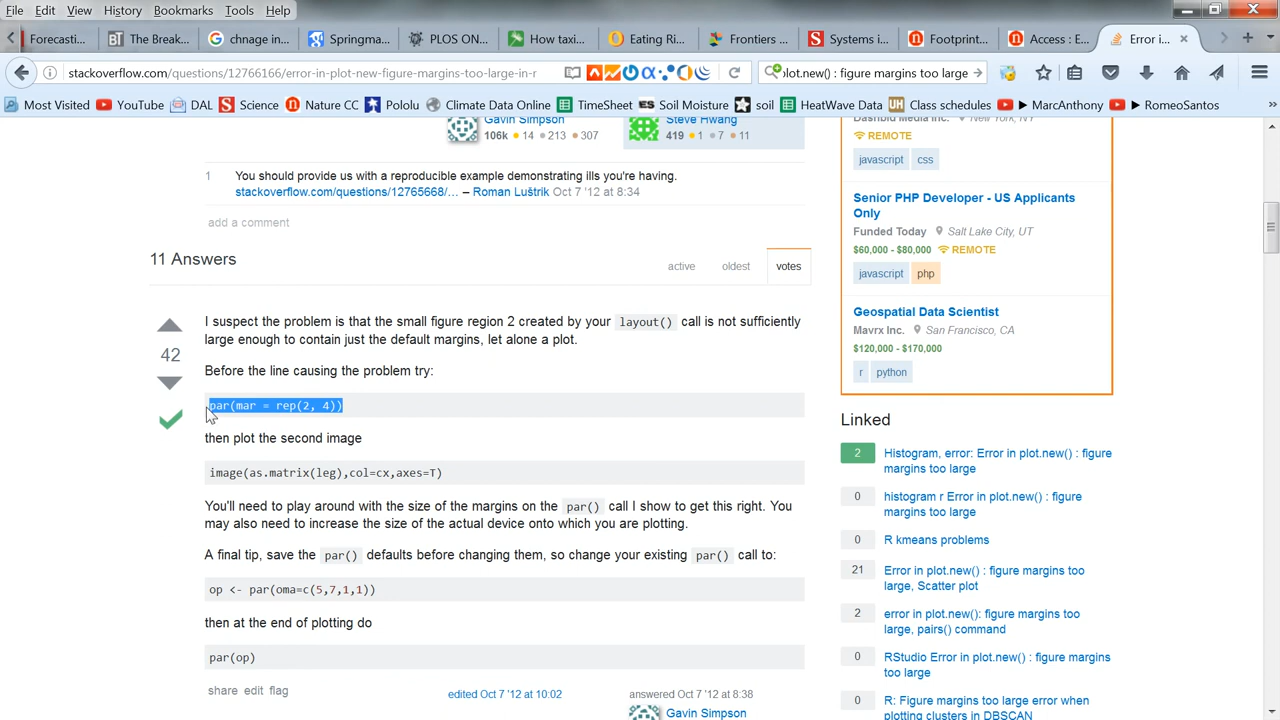 File Edit View History Bookmarks Tools Help
Forecasti... BT The Break... chnage in... Springma... PLOS ON... How taxi... Eating Ri... Frontiers ... Systems i... Footprint... Access : E... Error i...
stackoverflow.com/questions/12766166/error-in-plot-new-figure-margins-too-large-in-r
plot.new() : figure margins too large
Most Visited YouTube DAL Science Nature CC Pololu Climate Data Online TimeSheet Soil Moisture soil HeatWave Data Class schedules MarcAnthony RomeoSantos
Gavin Simpson
106k 14 213 307
Steve Hwang
419 1 7 11
1 You should provide us with a reproducible example demonstrating ills you're having.
stackoverflow.com/questions/12765668/… – Roman Luštrik Oct 7 '12 at 8:34
add a comment
11 Answers
active oldest votes
42
I suspect the problem is that the small figure region 2 created by your layout() call is not sufficiently
large enough to contain just the default margins, let alone a plot.
Before the line causing the problem try:
par(mar = rep(2, 4))
then plot the second image
image(as.matrix(leg),col=cx,axes=T)
You'll need to play around with the size of the margins on the par() call I show to get this right. You
may also need to increase the size of the actual device onto which you are plotting.
A final tip, save the par() defaults before changing them, so change your existing par() call to:
op <- par(oma=c(5,7,1,1))
then at the end of plotting do
par(op)
share edit flag
edited Oct 7 '12 at 10:02
answered Oct 7 '12 at 8:38
Gavin Simpson
Dashbid Media Inc. New York, NY
REMOTE
javascript css
Senior PHP Developer - US Applicants
Only
Funded Today Salt Lake City, UT
$60,000 - $80,000 REMOTE
javascript php
Geospatial Data Scientist
Mavrx Inc. San Francisco, CA
$120,000 - $170,000
r python
Linked
2 Histogram, error: Error in plot.new() : figure
margins too large
0 histogram r Error in plot.new() : figure
margins too large
0 R kmeans problems
21 Error in plot.new() : figure margins too
large, Scatter plot
2 error in plot.new(): figure margins too
large, pairs() command
0 RStudio Error in plot.new() : figure margins
too large
0 R: Figure margins too large error when
plotting clusters in DBSCAN